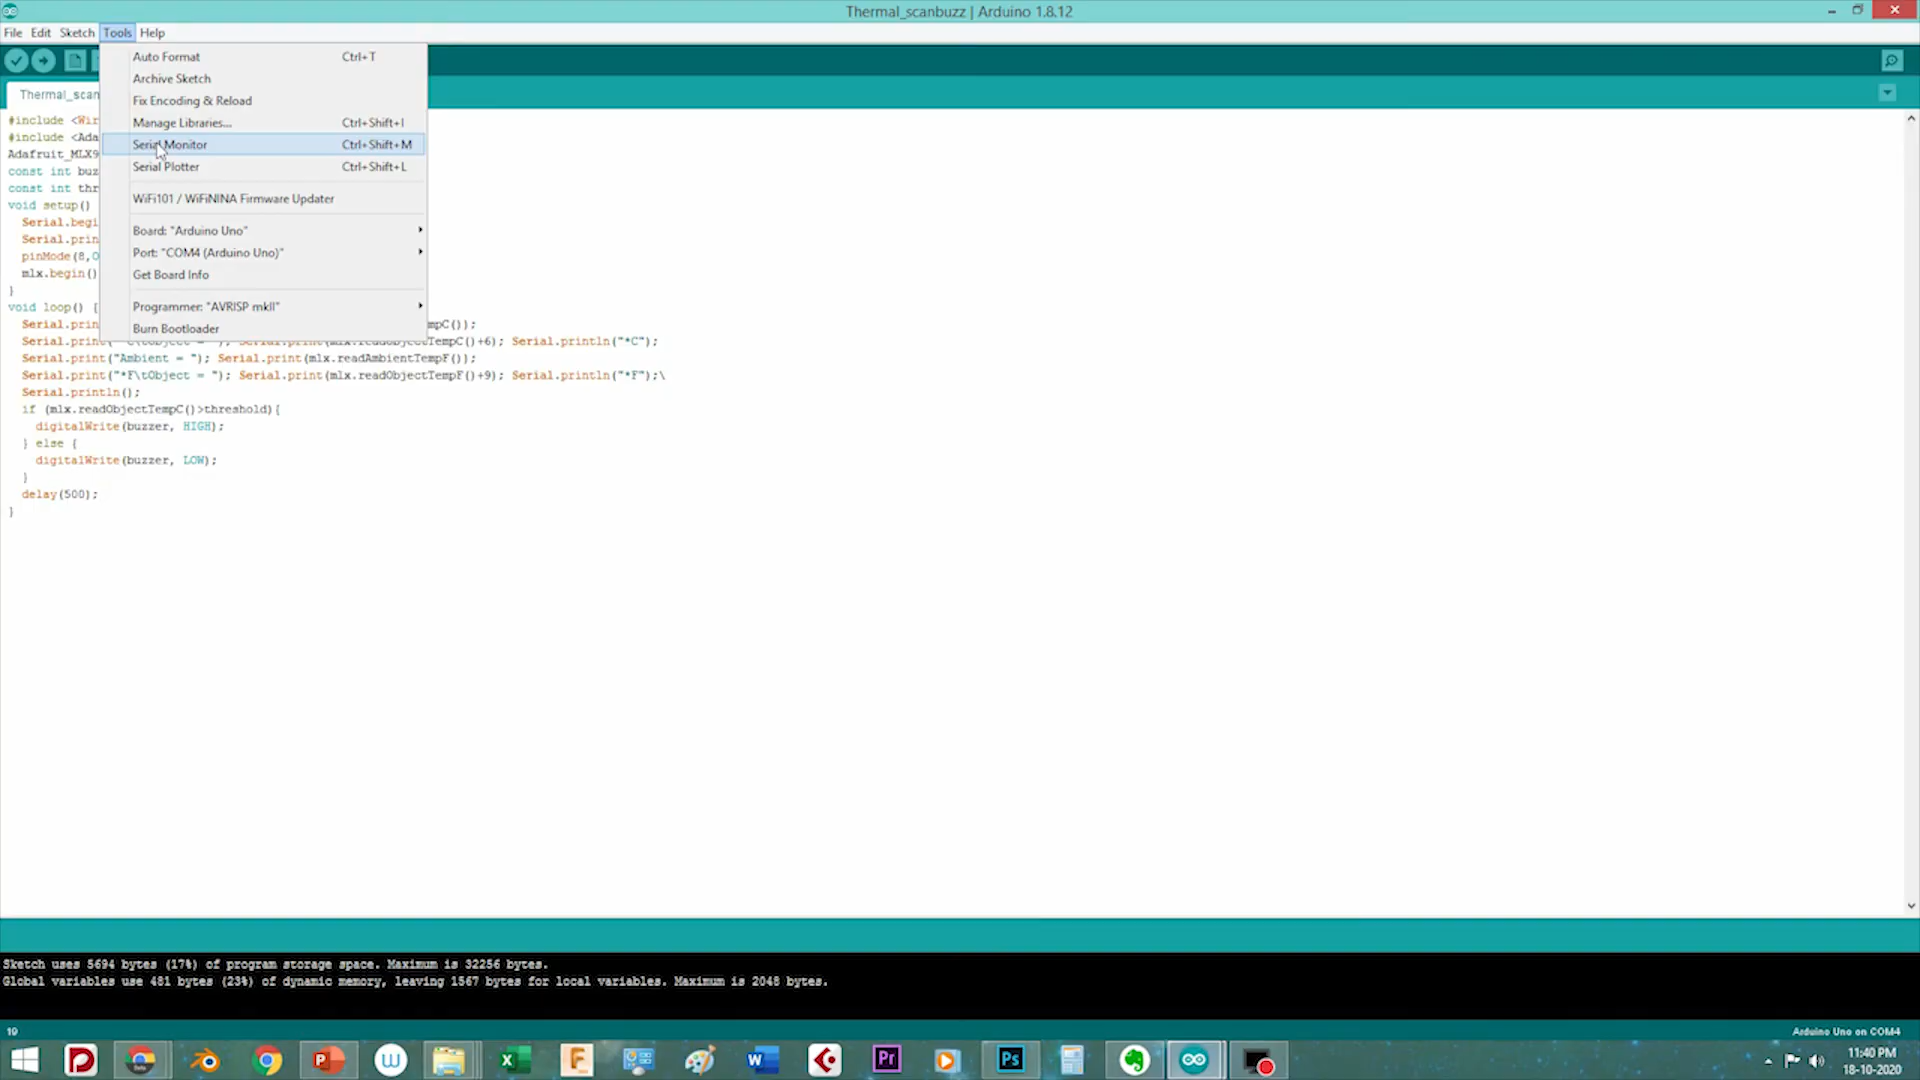 Thermal_scanbuzz | Arduino 1.8.12
File Edit Sketch Tools Help
Auto Format Ctrl+T
Archive Sketch
Fix Encoding & Reload
Manage Libraries... Ctrl+Shift+I
Serial Monitor Ctrl+Shift+M
Serial Plotter Ctrl+Shift+L
WiFi101 / WiFiNINA Firmware Updater
Board: "Arduino Uno"
Port: "COM4 (Arduino Uno)"
Get Board Info
Programmer: "AVRISP mkII"
Burn Bootloader
Thermal_scan
#include <Wir
#include <Ada
Adafruit_MLX9
const int buz
const int thr
void setup()
Serial.begi
Serial.prin
pinMode(8,O
mlx.begin()
}
void loop() {
Serial.prin mpC());
Serial.print("*C\tObject = "); Serial.print(mlx.readObjectTempC()+6); Serial.println("*C");
Serial.print("Ambient = "); Serial.print(mlx.readAmbientTempF());
Serial.print("*F\tObject = "); Serial.print(mlx.readObjectTempF()+9); Serial.println("*F");\
Serial.println();
if (mlx.readObjectTempC()>threshold){
digitalWrite(buzzer, HIGH);
} else {
digitalWrite(buzzer, LOW);
}
delay(500);
}
Sketch uses 5694 bytes (17%) of program storage space. Maximum is 32256 bytes.
Global variables use 481 bytes (23%) of dynamic memory, leaving 1567 bytes for local variables. Maximum is 2048 bytes.
19
Arduino Uno on COM4
11:40 PM
18-10-2020